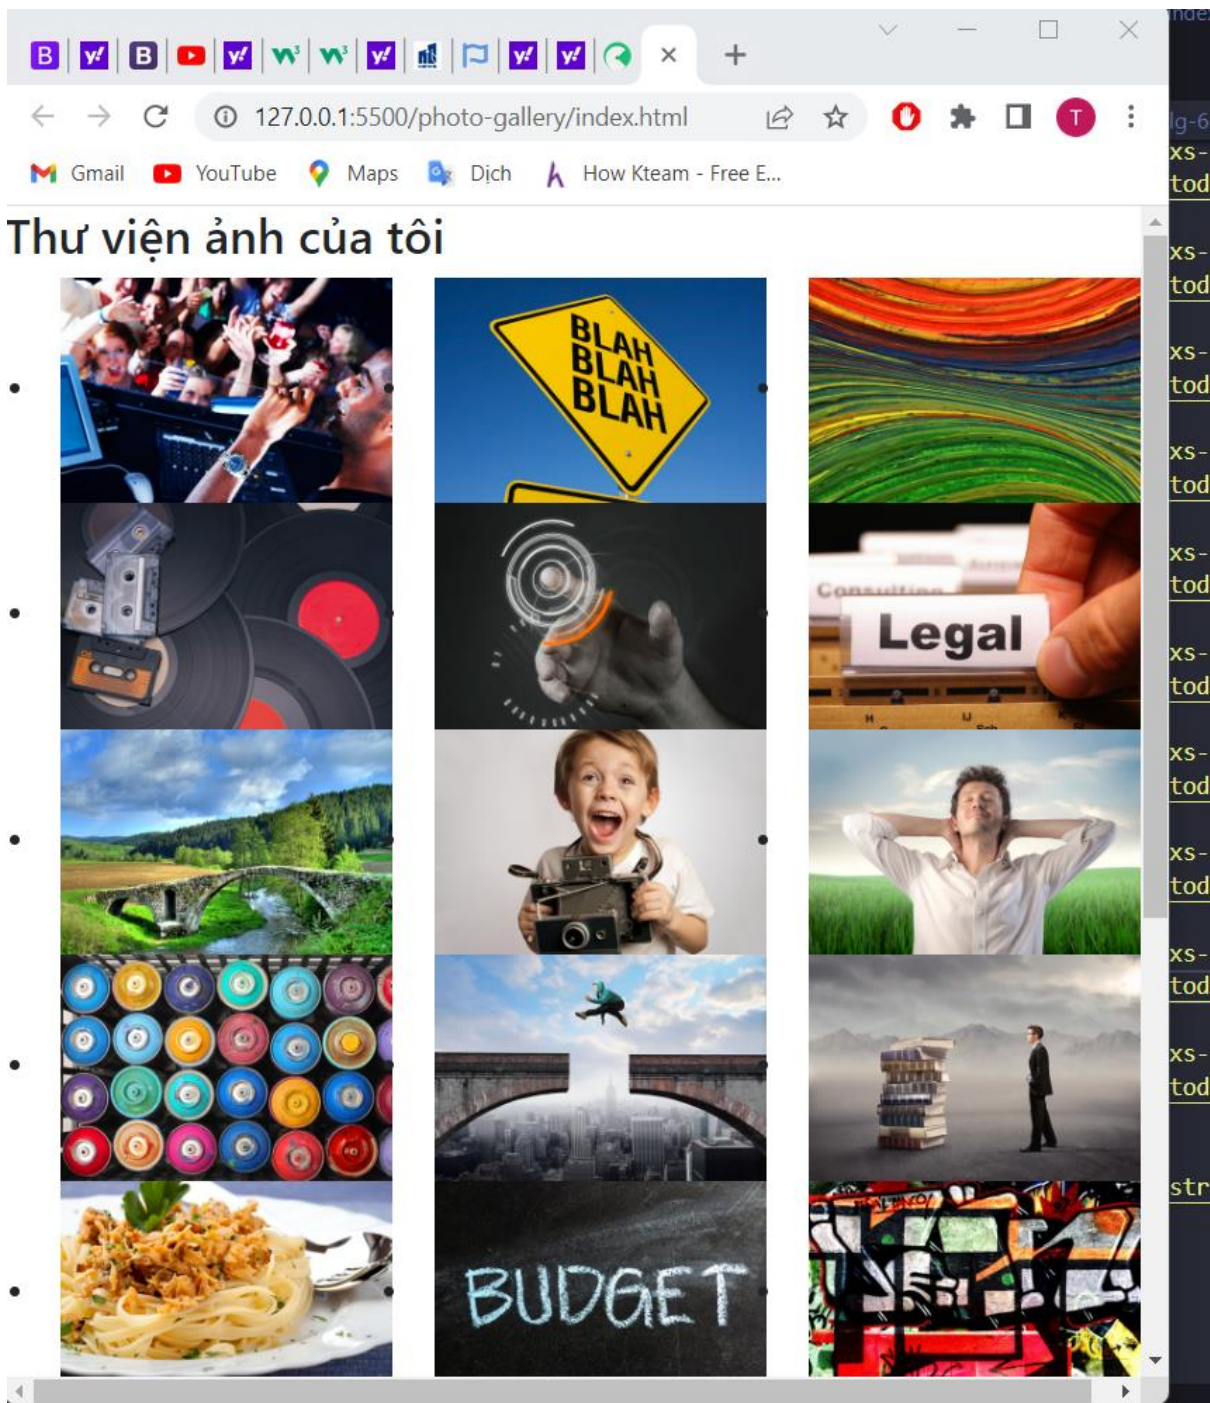 127.0.0.1:5500/photo-gallery/index.html
T
Gmail
YouTube
Maps
Dịch
How Kteam - Free E...
Thư viện ảnh của tôi
BLAH
BLAH
BLAH
Consulting
Legal
H
IJ
BUDGET
lg-6
xs-
tod
xs-
tod
xs-
tod
xs-
tod
xs-
tod
xs-
tod
xs-
tod
xs-
tod
xs-
tod
xs-
tod
str